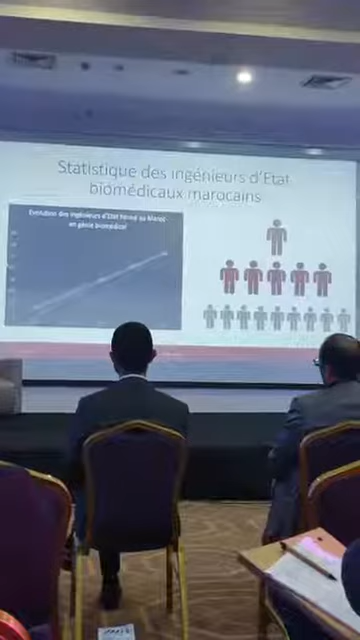 Statistique des ingénieurs d'Etat
biomédicaux marocains
Evolution des ingénieurs d'Etat formé au Maroc
en génie biomédical